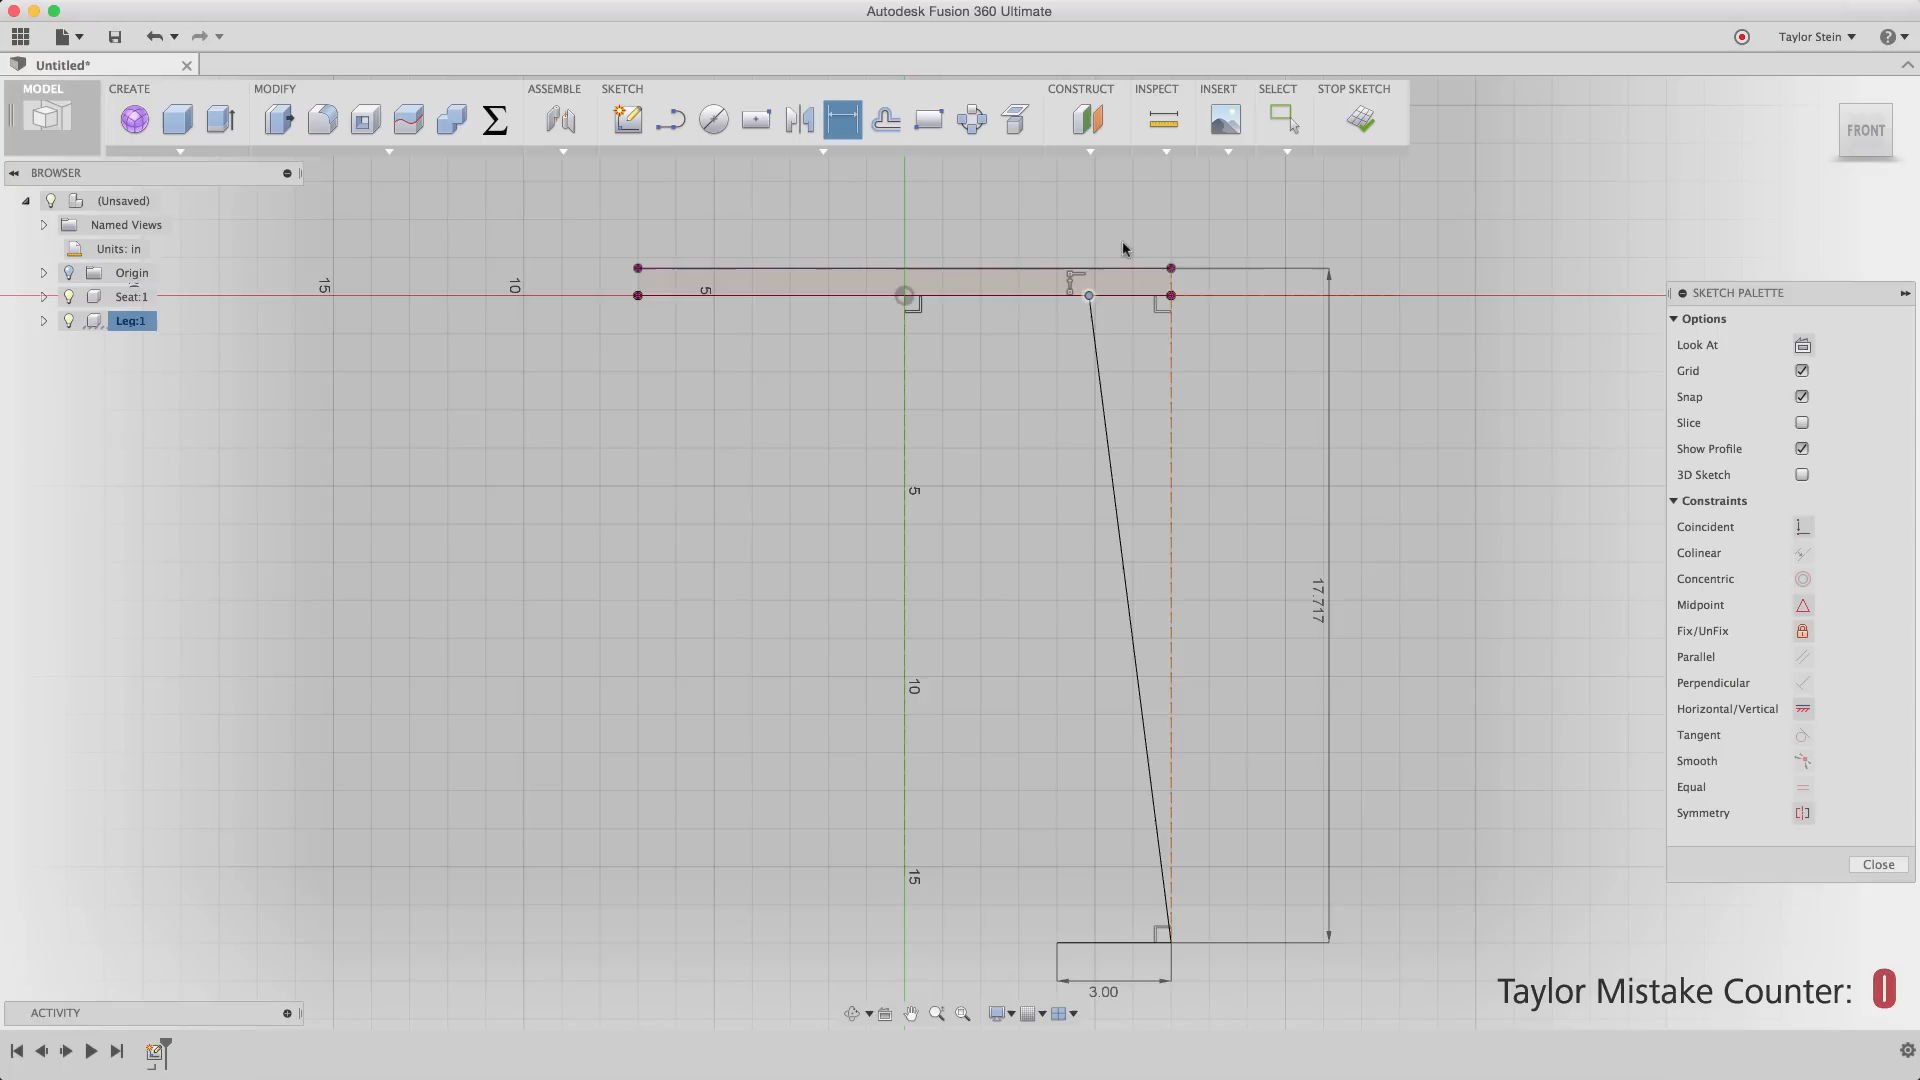 Autodesk Fusion 360 Ultimate
Taylor Stein
Untitled*
MODEL
CREATE
MODIFY
ASSEMBLE
SKETCH
CONSTRUCT
INSPECT
INSERT
SELECT
STOP SKETCH
FRONT
BROWSER
(Unsaved)
Named Views
Units: in
Origin
Seat:1
Leg:1
15
10
5
5
10
15
17.717
3.00
SKETCH PALETTE
Options
Look At
Grid
Snap
Slice
Show Profile
3D Sketch
Constraints
Coincident
Colinear
Concentric
Midpoint
Fix/UnFix
Parallel
Perpendicular
Horizontal/Vertical
Tangent
Smooth
Equal
Symmetry
Close
Taylor Mistake Counter: 0
ACTIVITY